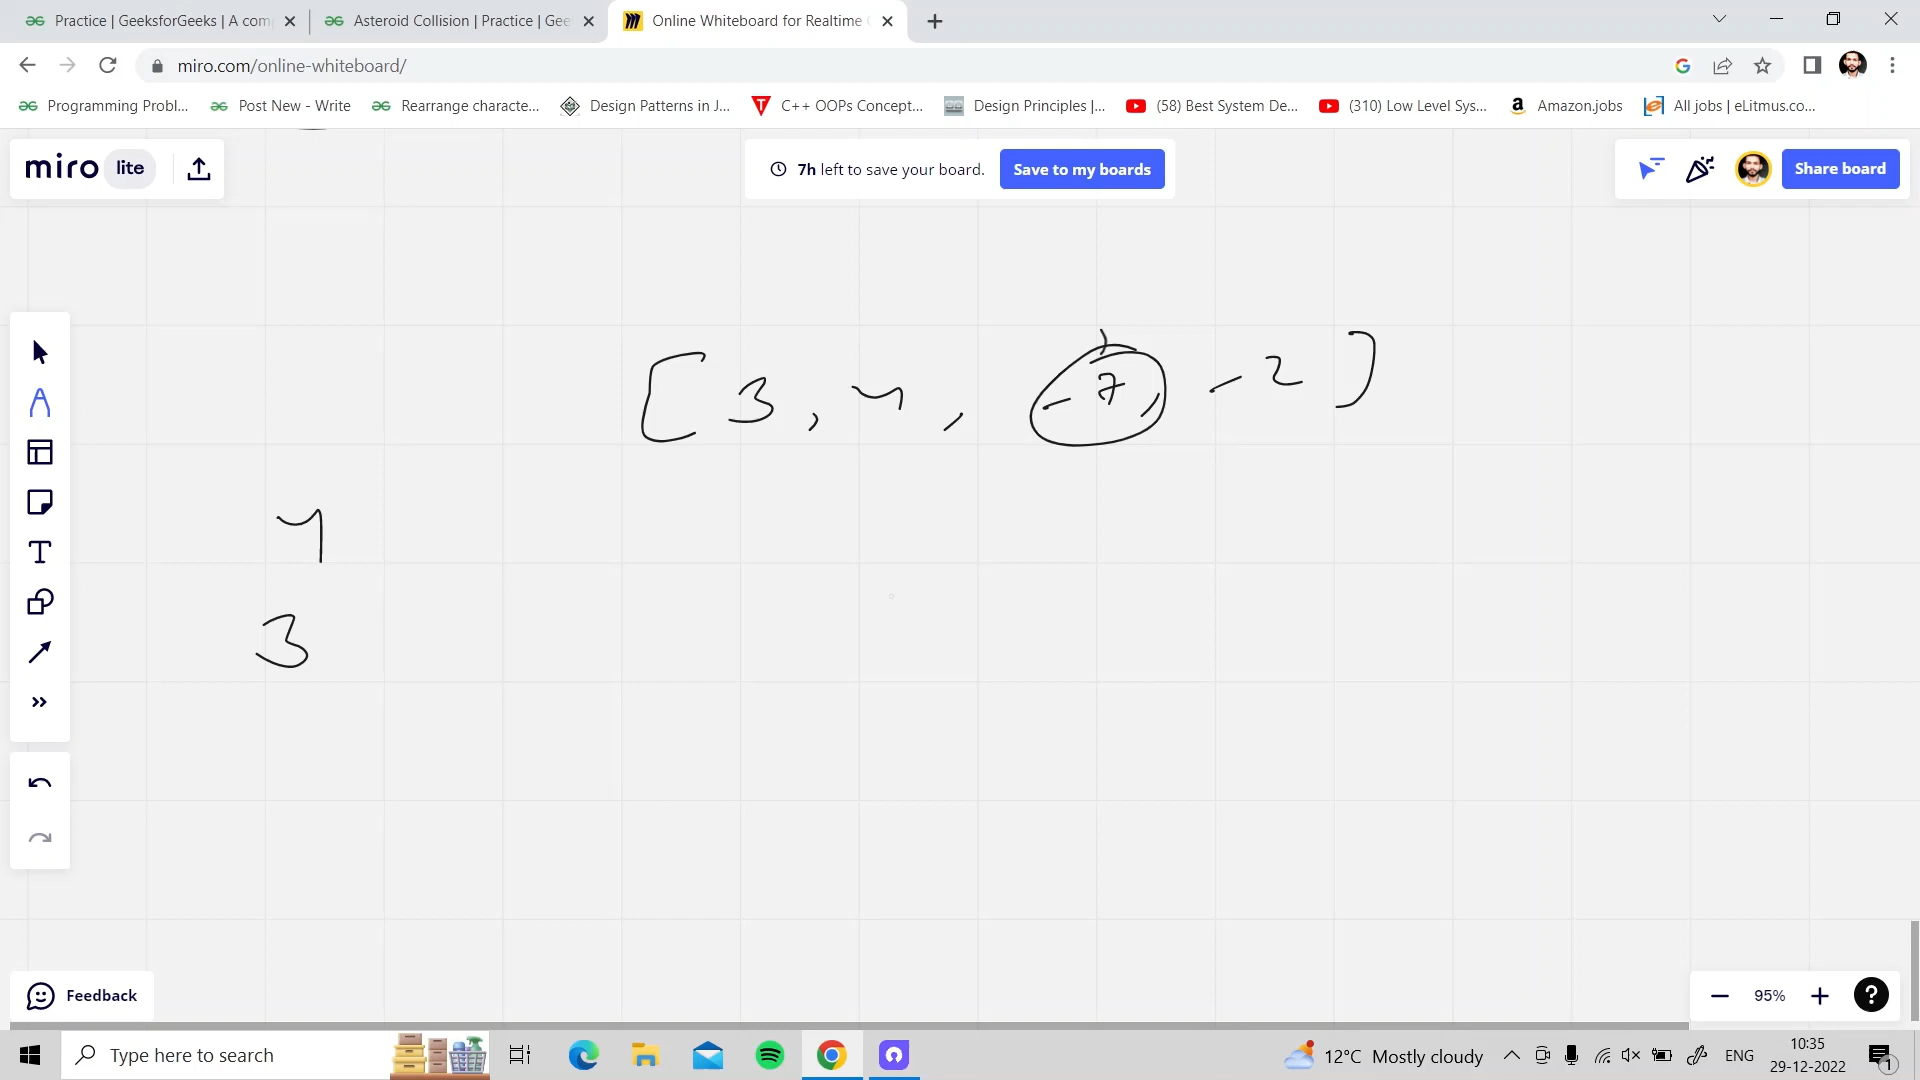 Practice | GeeksforGeeks | A com
Asteroid Collision | Practice | Gee
Online Whiteboard for Realtime
miro.com/online-whiteboard/
Programming Probl... Post New - Write Rearrange characte... Design Patterns in J... C++ OOPs Concept... Design Principles |... (58) Best System De... (310) Low Level Sys... Amazon.jobs All jobs | eLitmus.co...
miro lite
7h left to save your board. Save to my boards
Share board
[ 3 , 4 , -7, -2 ]
4
3
Feedback
95%
Type here to search
12°C Mostly cloudy
ENG
10:35
29-12-2022
1